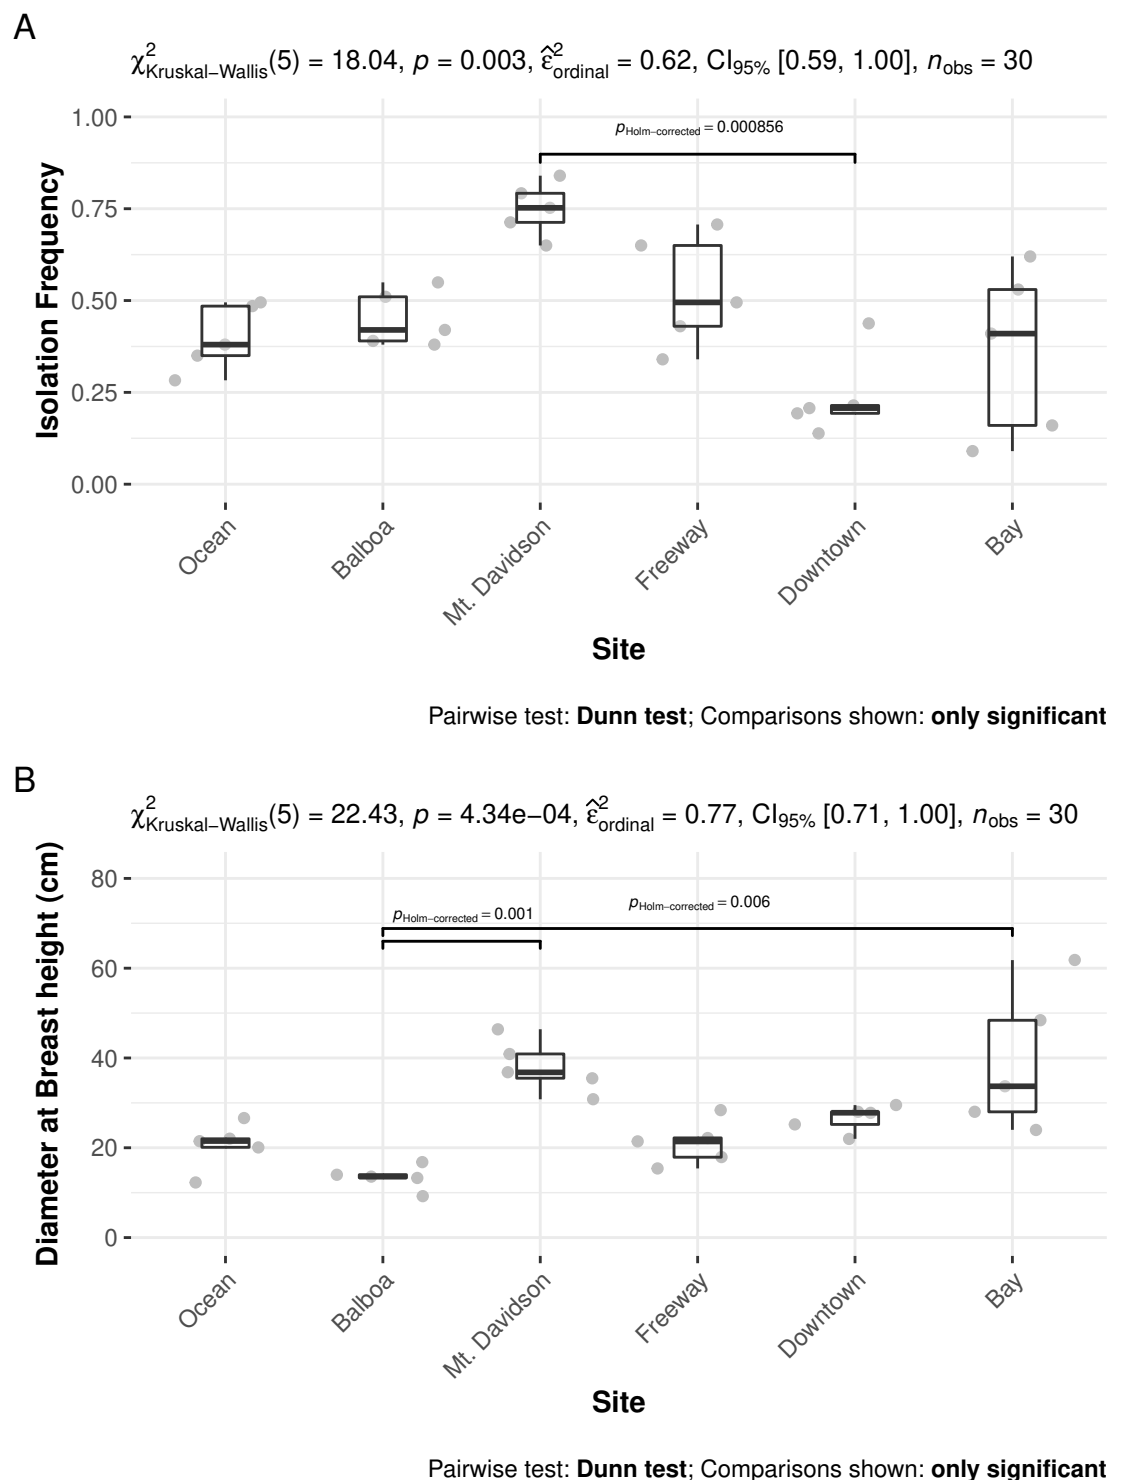 A
χ²Kruskal−Wallis(5) = 18.04, p = 0.003, ε̂²ordinal = 0.62, CI95% [0.59, 1.00], nobs = 30
pHolm−corrected = 0.000856
Isolation Frequency
1.00
0.75
0.50
0.25
0.00
Ocean
Balboa
Mt. Davidson
Freeway
Downtown
Bay
Site
Pairwise test: Dunn test; Comparisons shown: only significant
B
χ²Kruskal−Wallis(5) = 22.43, p = 4.34e−04, ε̂²ordinal = 0.77, CI95% [0.71, 1.00], nobs = 30
pHolm−corrected = 0.001
pHolm−corrected = 0.006
Diameter at Breast height (cm)
80
60
40
20
0
Ocean
Balboa
Mt. Davidson
Freeway
Downtown
Bay
Site
Pairwise test: Dunn test; Comparisons shown: only significant